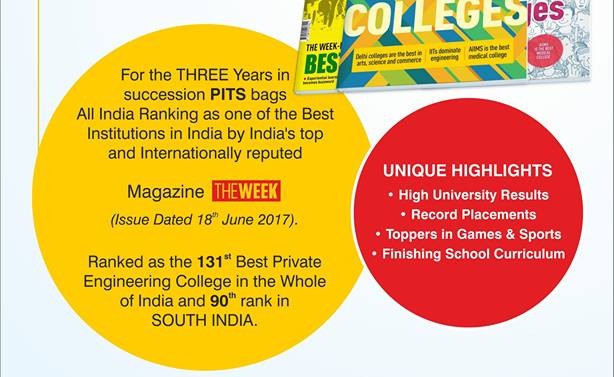 COLLEGES
THE WEEK-
BES
Delhi colleges are the best in
arts, science and commerce
IITs dominate
engineering
AIIMS is the best
medical college
For the THREE Years in
succession PITS bags
All India Ranking as one of the Best
Institutions in India by India's top
and Internationally reputed
Magazine THE WEEK
(Issue Dated 18th June 2017).
Ranked as the 131st Best Private
Engineering College in the Whole
of India and 90th rank in
SOUTH INDIA.
UNIQUE HIGHLIGHTS
• High University Results
• Record Placements
• Toppers in Games & Sports
• Finishing School Curriculum